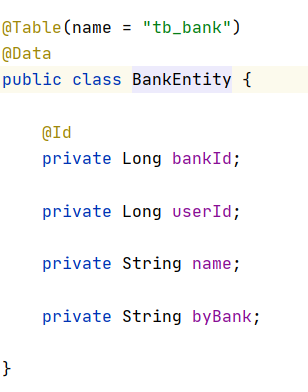 @Table(name = "tb_bank")
@Data
public class BankEntity {
@Id
private Long bankId;
private Long userId;
private String name;
private String byBank;
}